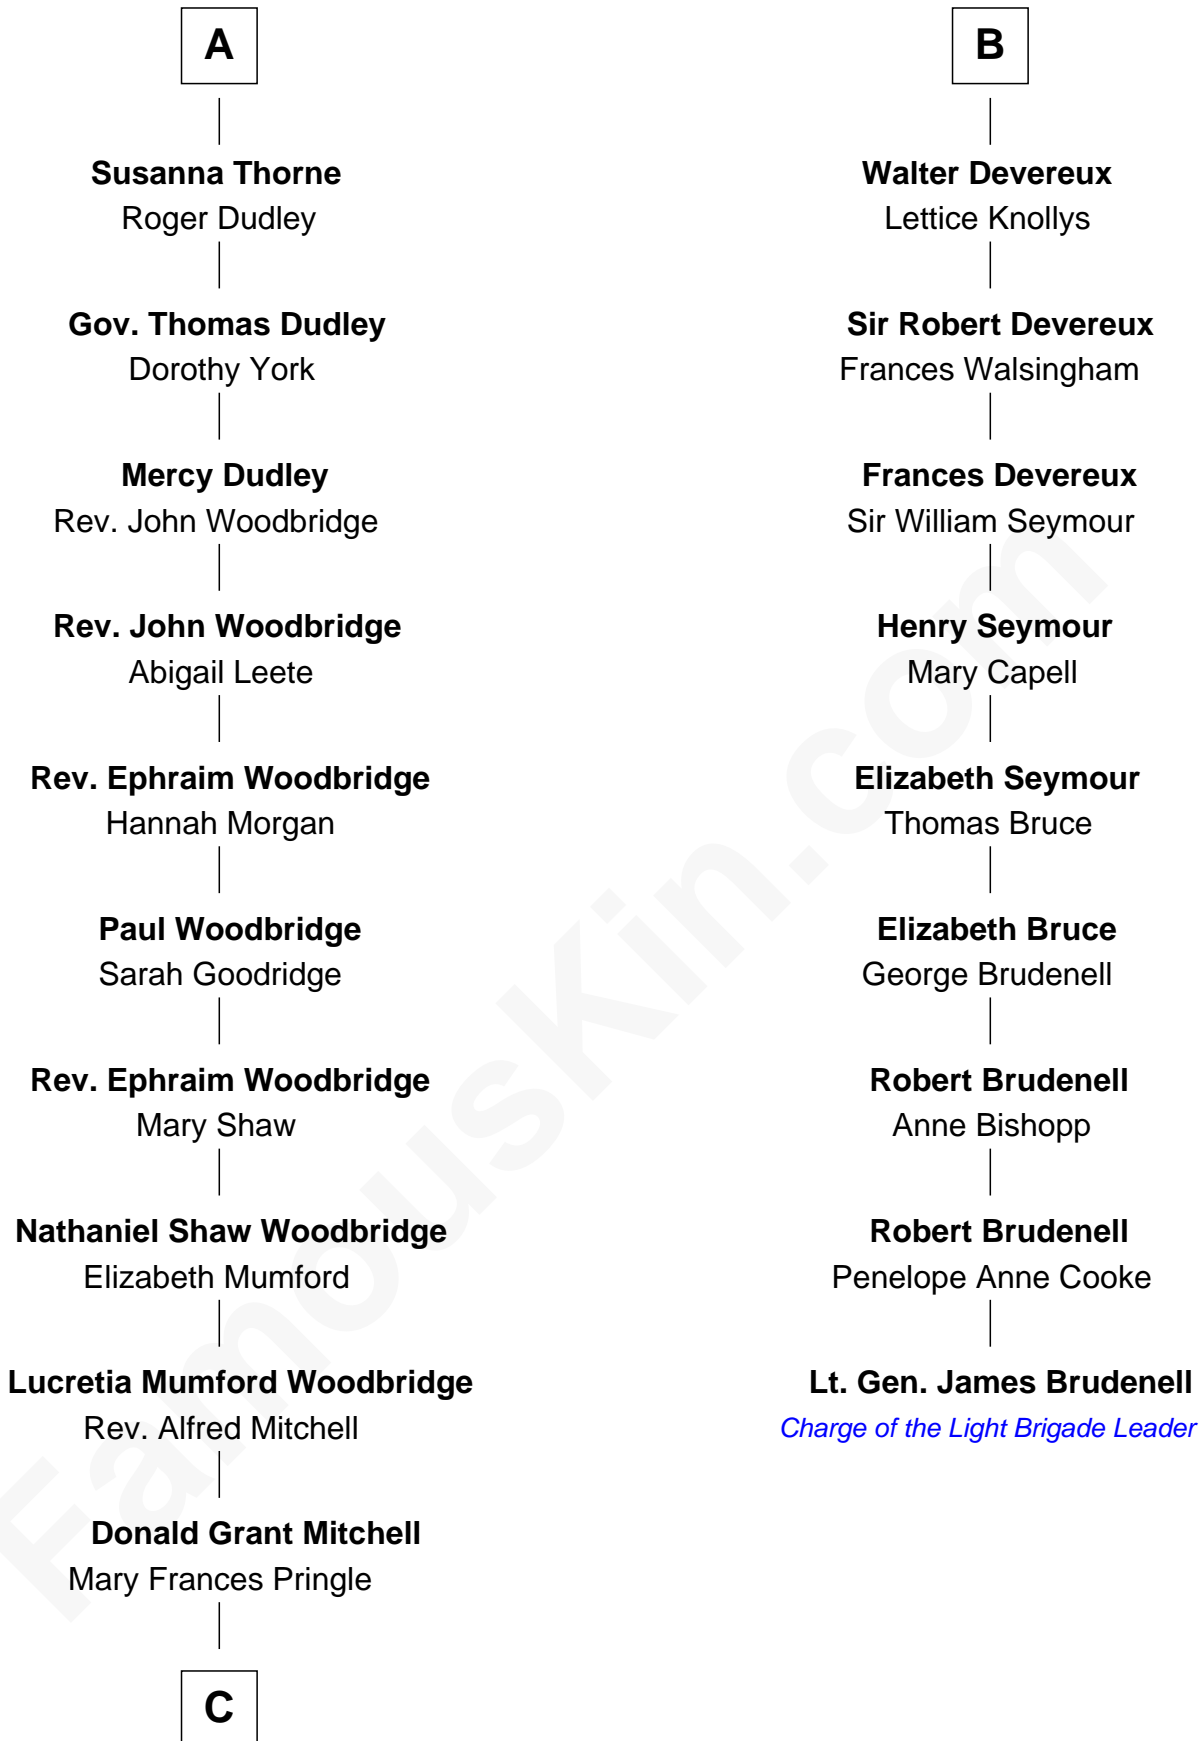 A
Susanna Thorne
Roger Dudley
Gov. Thomas Dudley
Dorothy York
Mercy Dudley
Rev. John Woodbridge
Rev. John Woodbridge
Abigail Leete
Rev. Ephraim Woodbridge
Hannah Morgan
Paul Woodbridge
Sarah Goodridge
Rev. Ephraim Woodbridge
Mary Shaw
Nathaniel Shaw Woodbridge
Elizabeth Mumford
Lucretia Mumford Woodbridge
Rev. Alfred Mitchell
Donald Grant Mitchell
Mary Frances Pringle
C
B
Walter Devereux
Lettice Knollys
Sir Robert Devereux
Frances Walsingham
Frances Devereux
Sir William Seymour
Henry Seymour
Mary Capell
Elizabeth Seymour
Thomas Bruce
Elizabeth Bruce
George Brudenell
Robert Brudenell
Anne Bishopp
Robert Brudenell
Penelope Anne Cooke
Lt. Gen. James Brudenell
Charge of the Light Brigade Leader
FamousKin.com